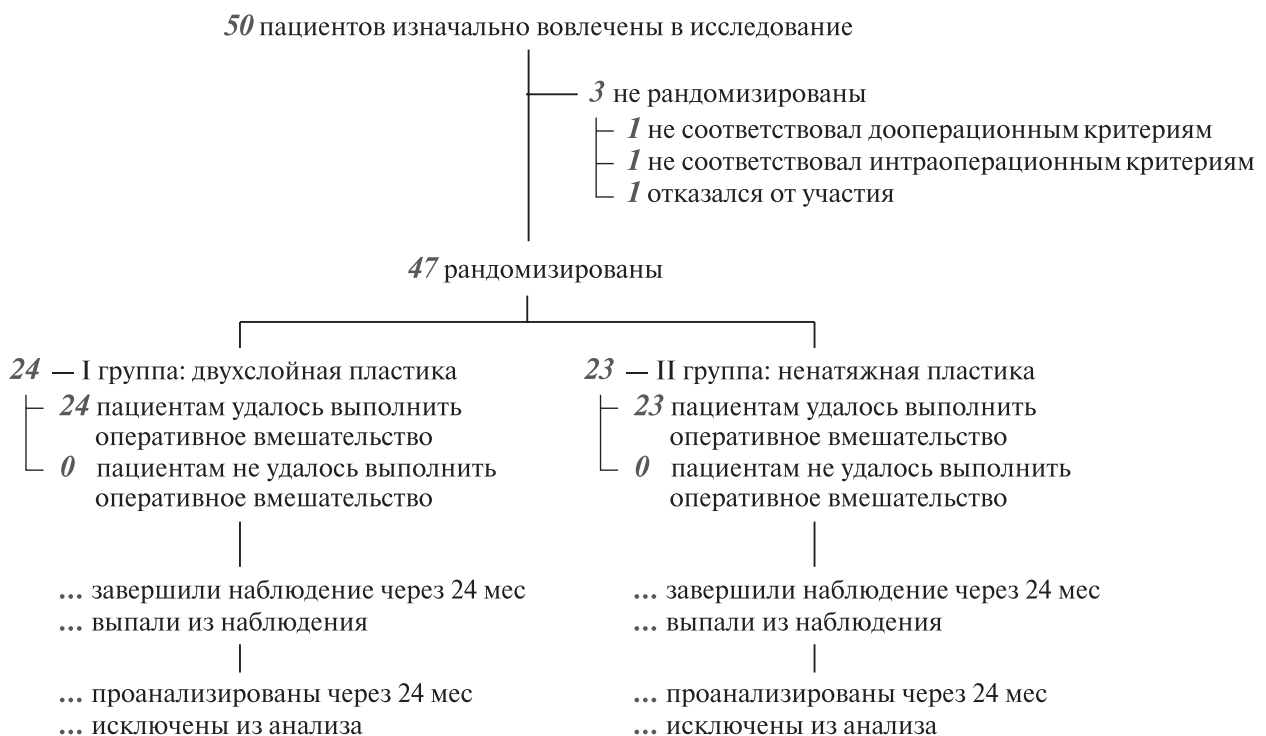 50 пациентов изначально вовлечены в исследование
3 не рандомизированы
1 не соответствовал дооперационным критериям
1 не соответствовал интраоперационным критериям
1 отказался от участия
47 рандомизированы
24 — I группа: двухслойная пластика
24 пациентам удалось выполнить
оперативное вмешательство
0 пациентам не удалось выполнить
оперативное вмешательство
... завершили наблюдение через 24 мес
... выпали из наблюдения
... проанализированы через 24 мес
... исключены из анализа
23 — II группа: ненатяжная пластика
23 пациентам удалось выполнить
оперативное вмешательство
0 пациентам не удалось выполнить
оперативное вмешательство
... завершили наблюдение через 24 мес
... выпали из наблюдения
... проанализированы через 24 мес
... исключены из анализа